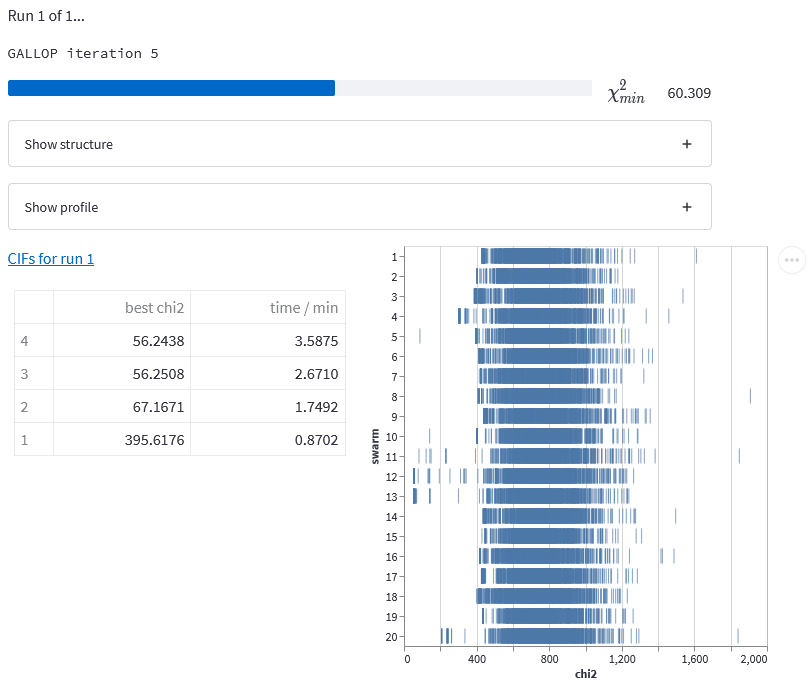 Run 1 of 1...
GALLOP iteration 5
χ²min 60.309
Show structure +
Show profile +
CIFs for run 1
best chi2 time / min
4 56.2438 3.5875
3 56.2508 2.6710
2 67.1671 1.7492
1 395.6176 0.8702
swarm
1
2
3
4
5
6
7
8
9
10
11
12
13
14
15
16
17
18
19
20
0 400 800 1,200 1,600 2,000
chi2